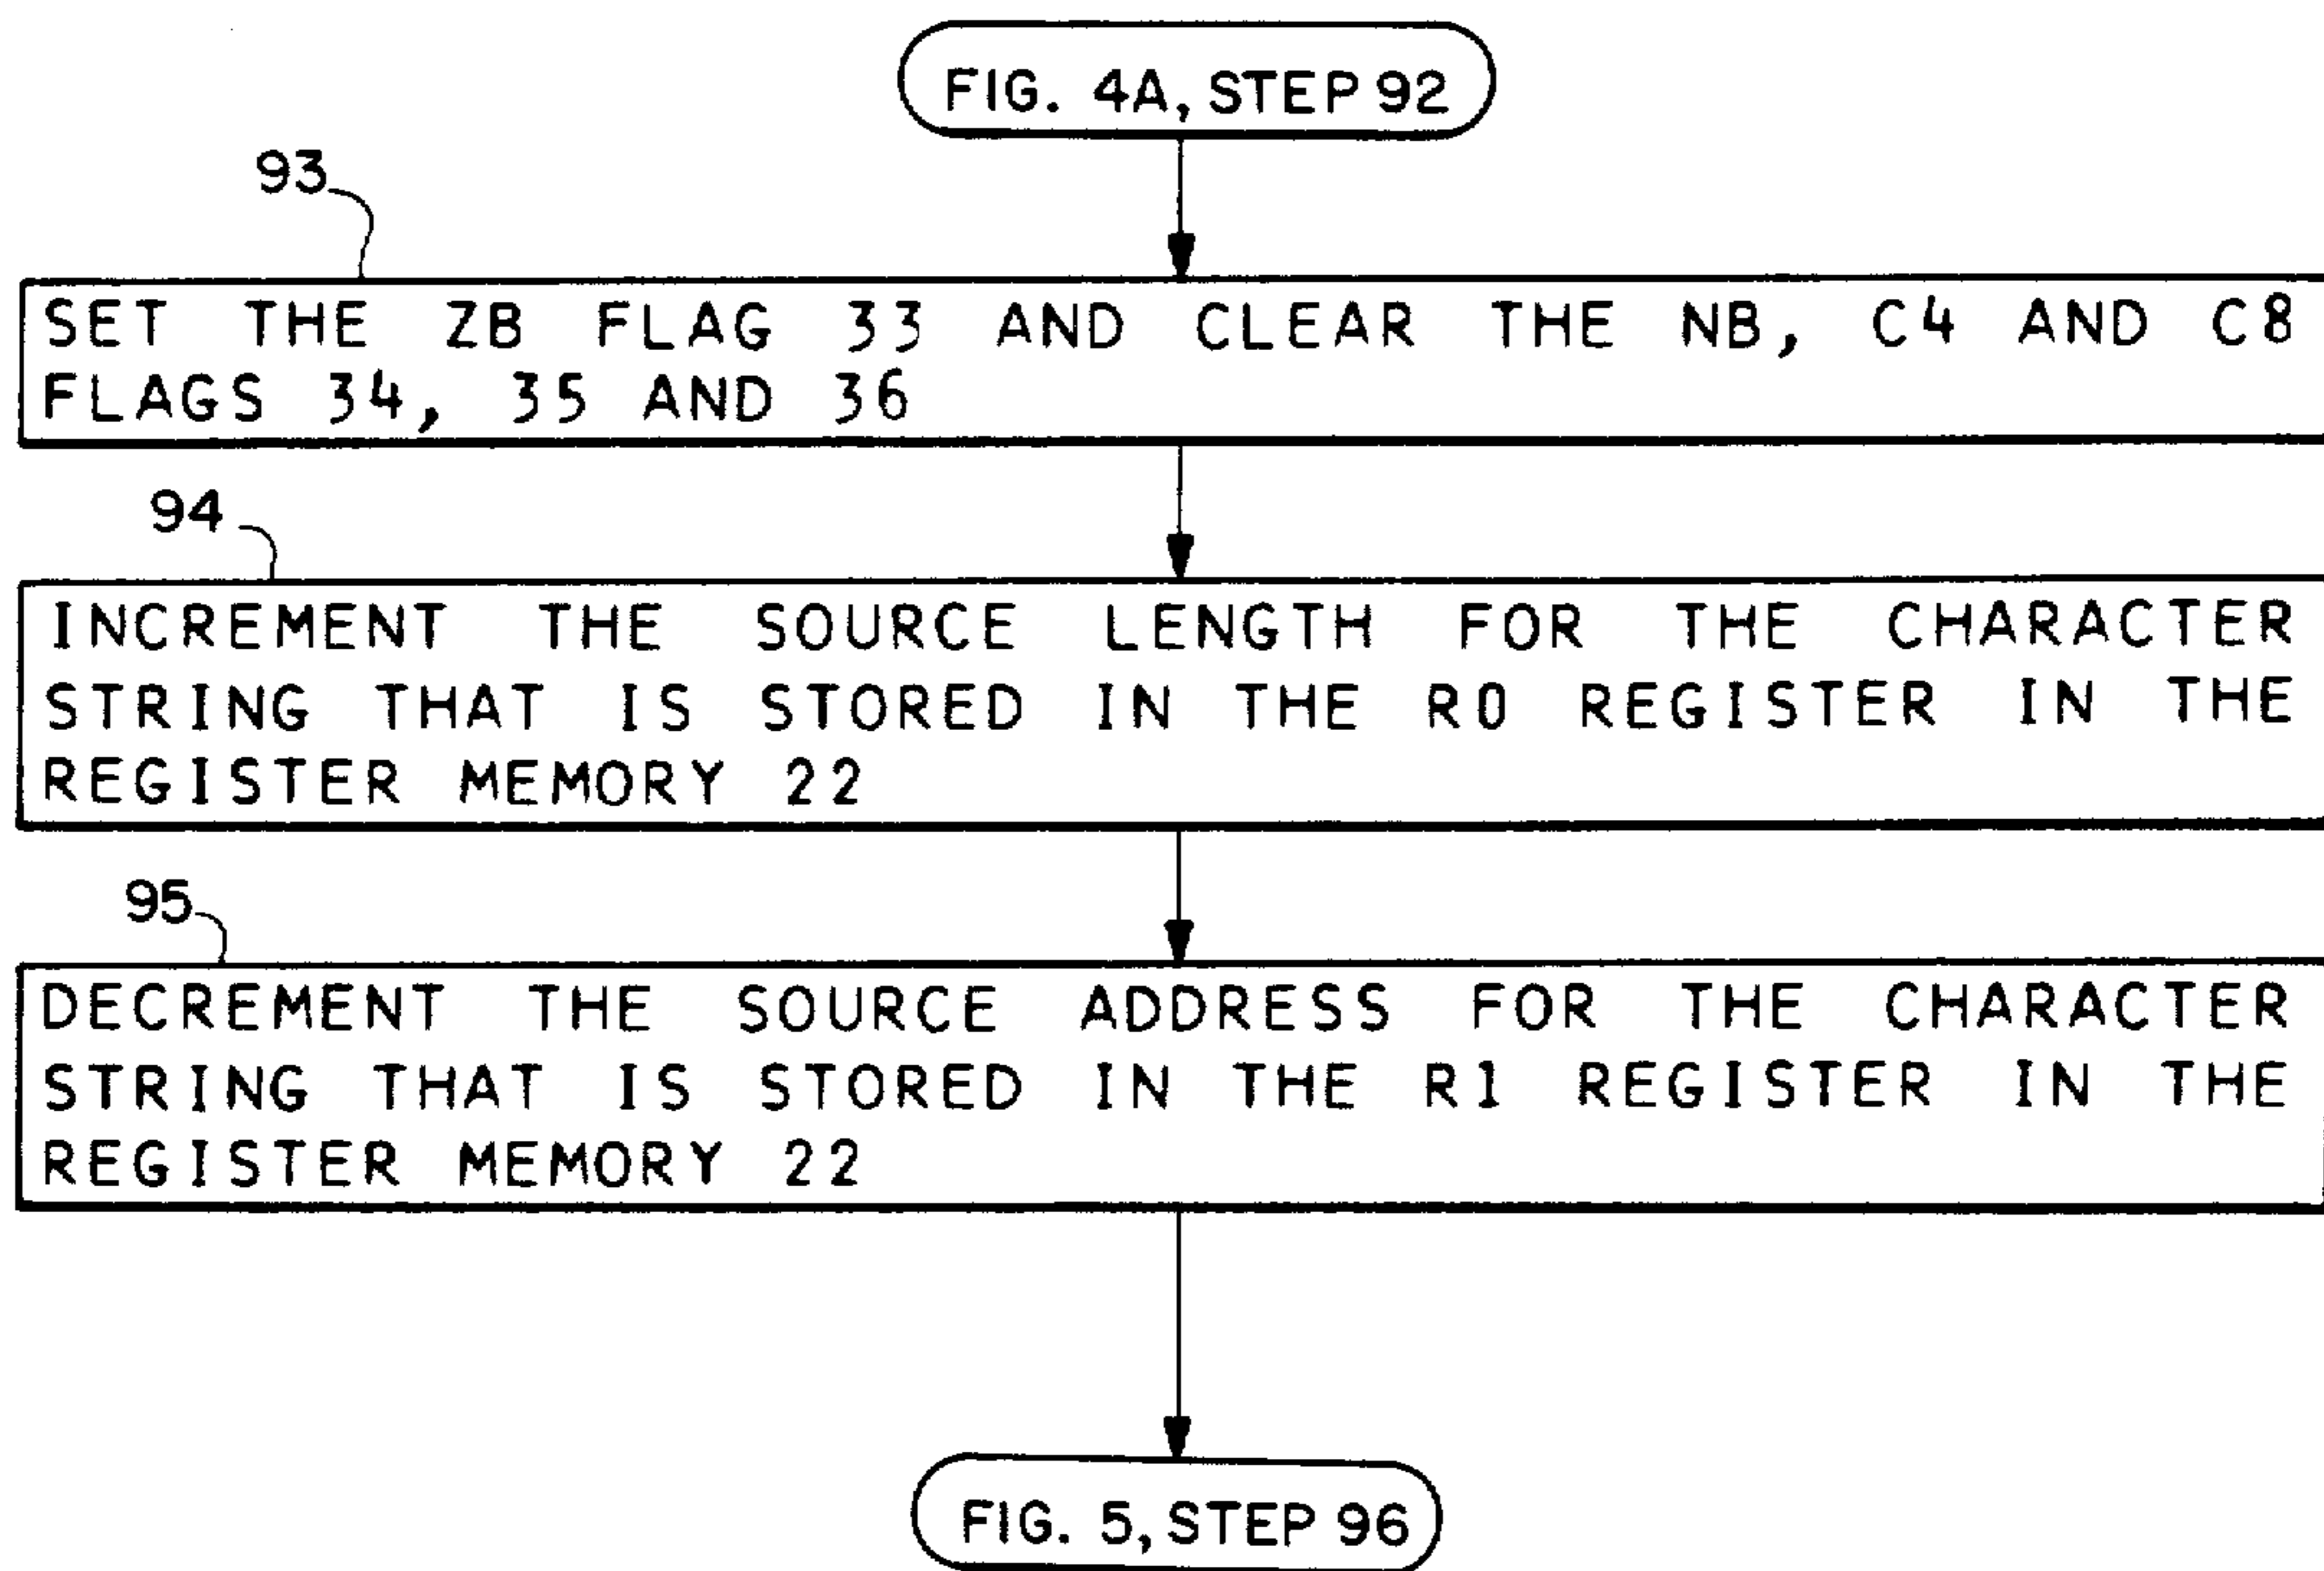 FIG. 4A, STEP 92
93
SET THE ZB FLAG 33 AND CLEAR THE NB, C4 AND C8
FLAGS 34, 35 AND 36
94
INCREMENT THE SOURCE LENGTH FOR THE CHARACTER
STRING THAT IS STORED IN THE R0 REGISTER IN THE
REGISTER MEMORY 22
95
DECREMENT THE SOURCE ADDRESS FOR THE CHARACTER
STRING THAT IS STORED IN THE R1 REGISTER IN THE
REGISTER MEMORY 22
FIG. 5, STEP 96